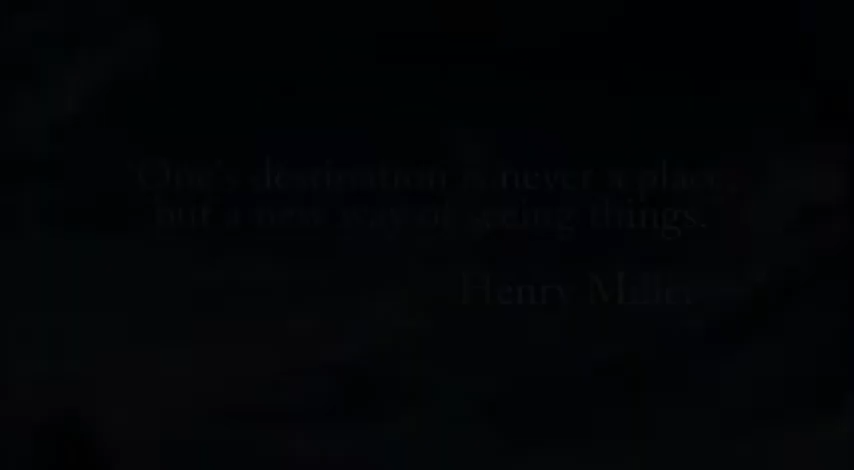 "One's destination is never a place
but a new way of seeing things."
Henry Miller